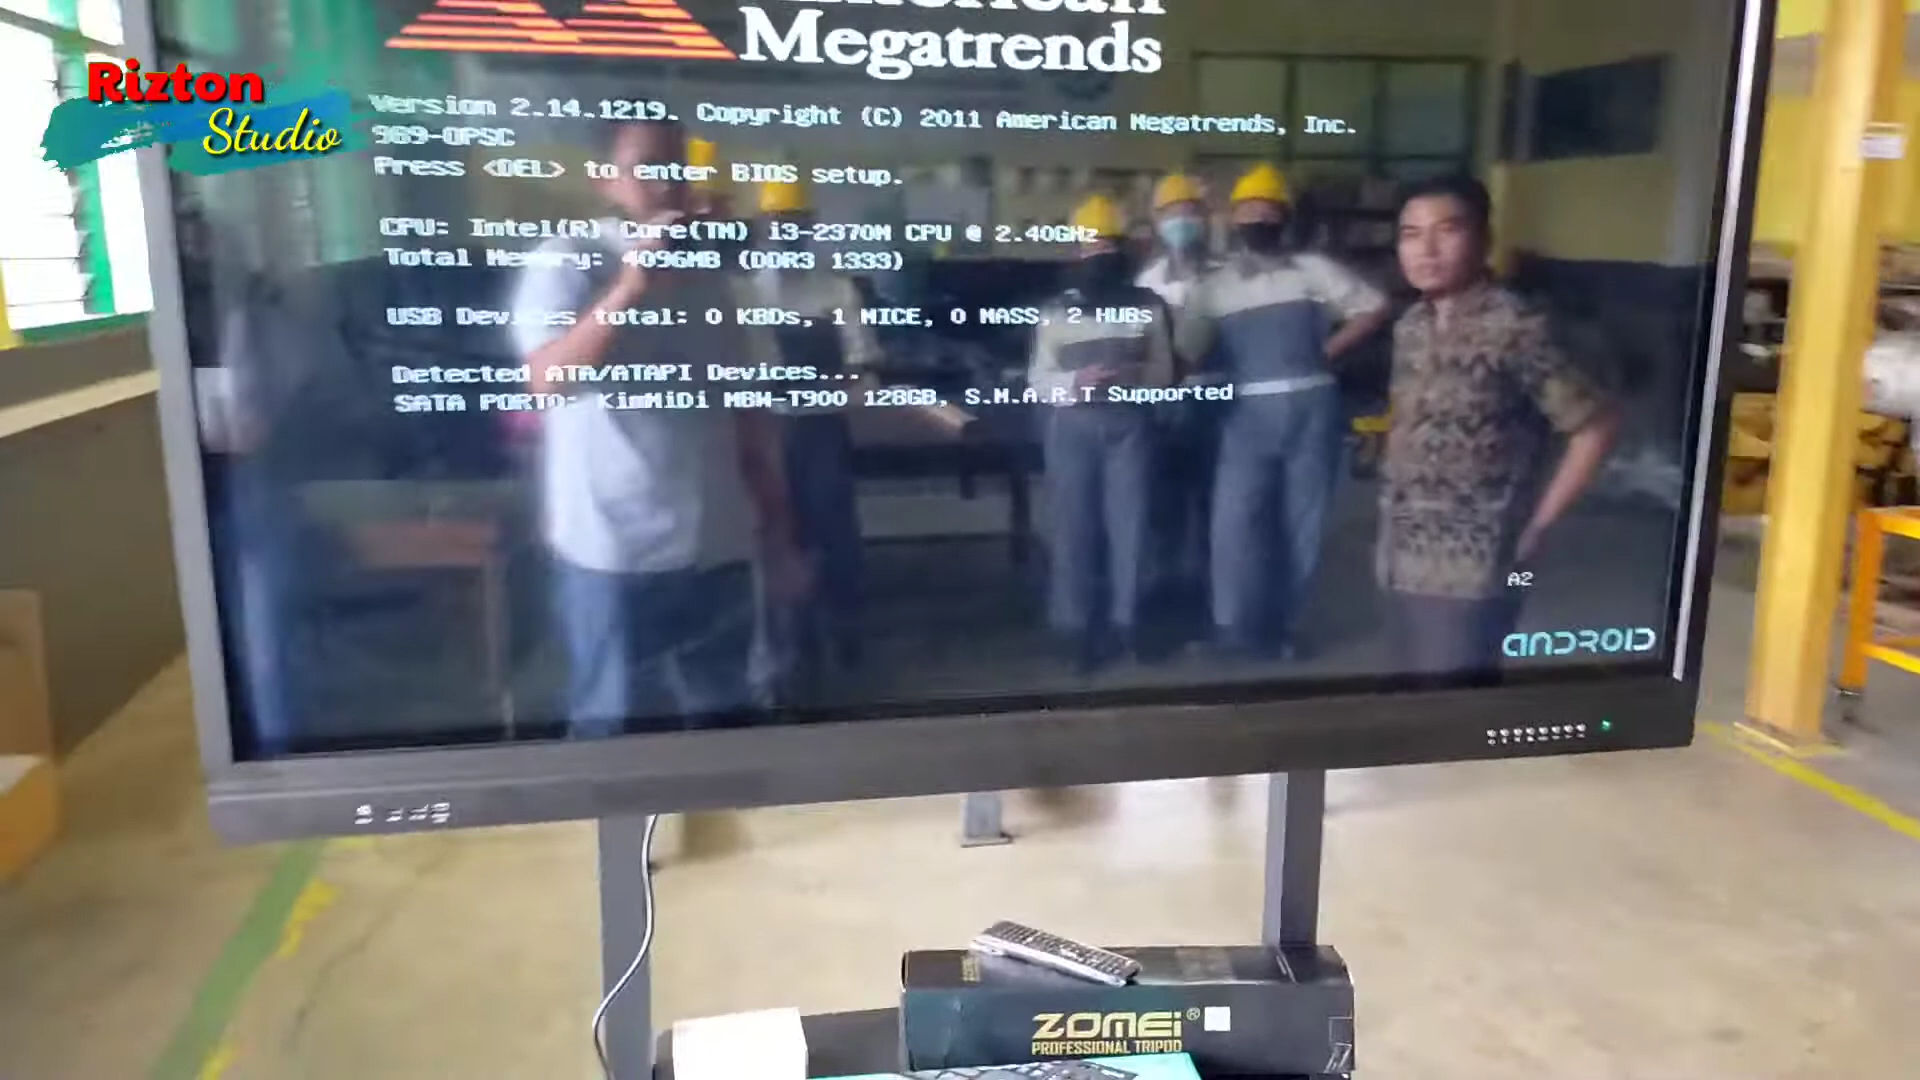 Rizton
Studio
Megatrends
Version 2.14.1219. Copyright (C) 2011 American Megatrends, Inc.
989-OPSC
Press <DEL> to enter BIOS setup.
CPU: Intel(R) Core(TM) i3-2370M CPU @ 2.40GHz
Total Memory: 4096MB (DDR3 1333)
USB Devices total: 0 KBDs, 1 MICE, 0 MASS, 2 HUBs
Detected ATA/ATAPI Devices...
SATA PORT0: KimMiDi MBW-T900 128GB, S.M.A.R.T Supported
A2
ANDROID
ZOMEi®
PROFESSIONAL TRIPOD